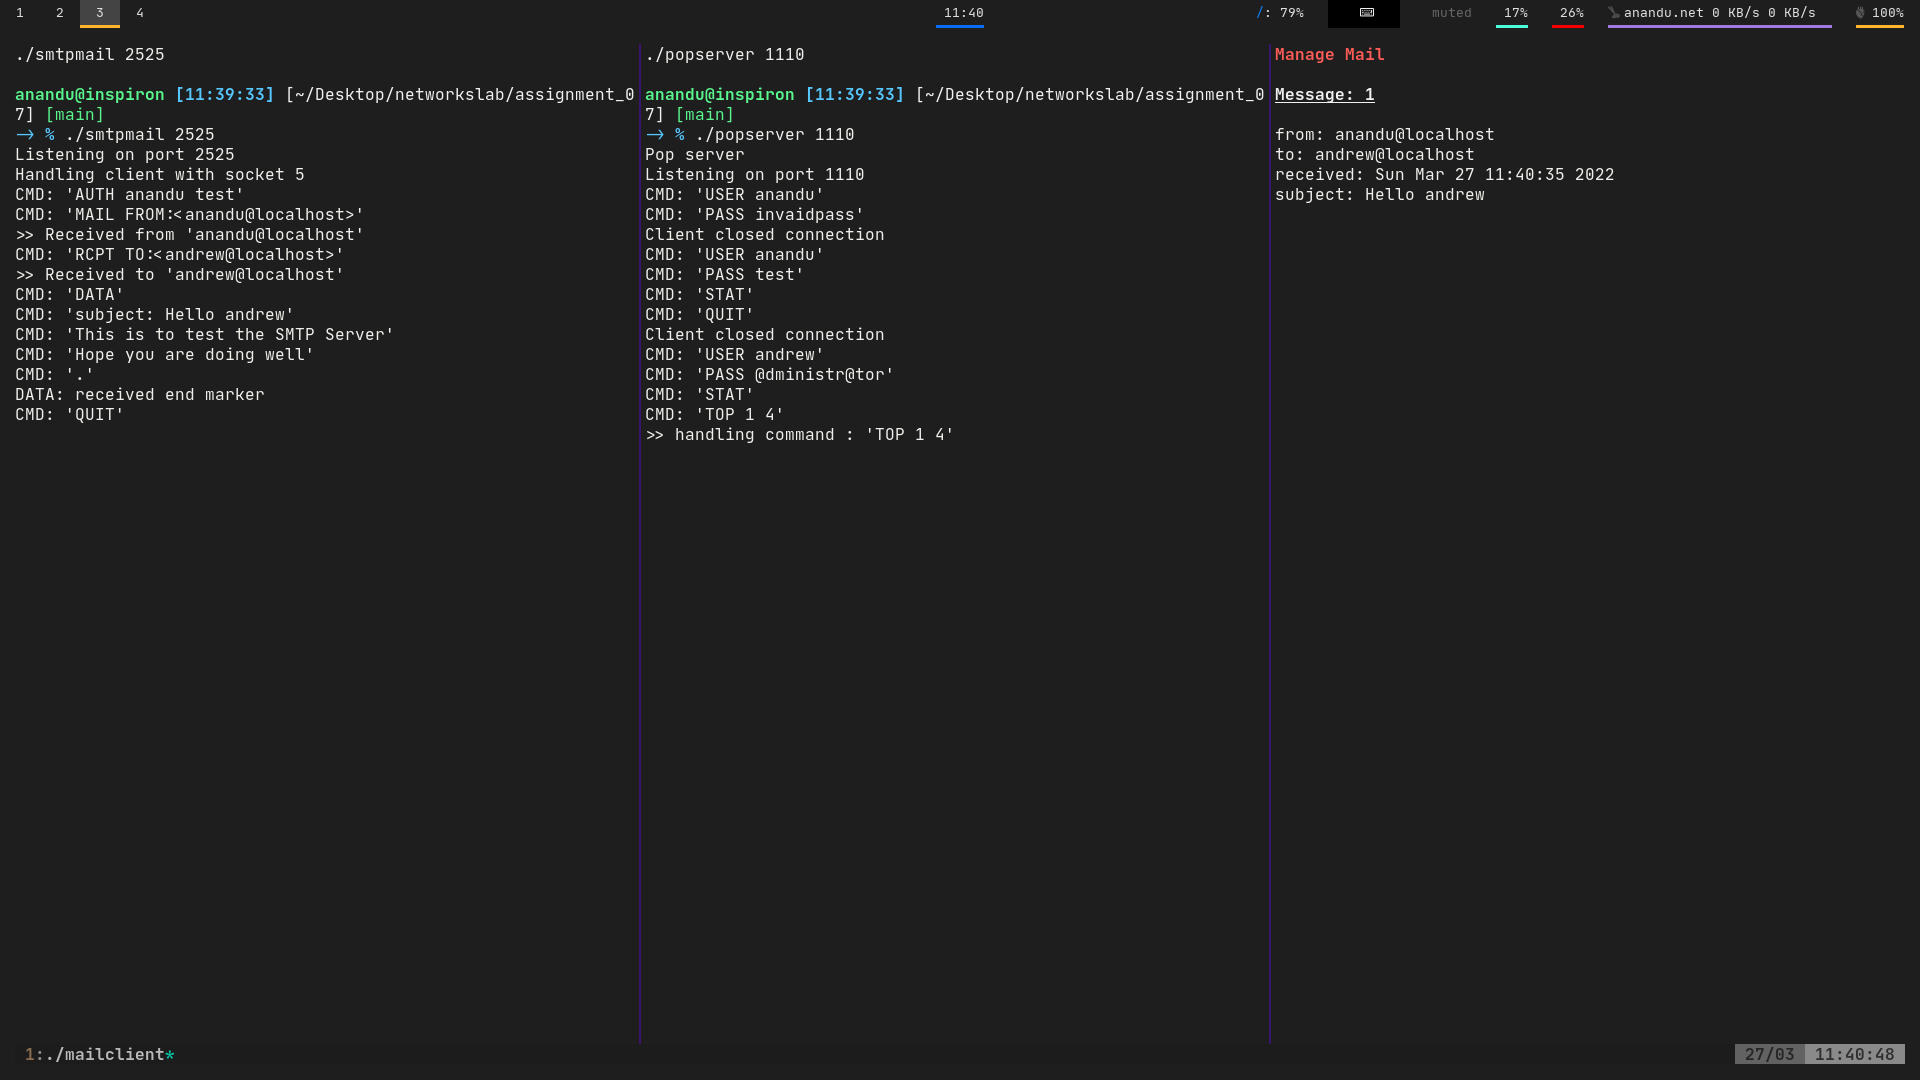 1 2 3 4 11:40 /: 79% muted 17% 26% anandu.net 0 KB/s 0 KB/s 100%
./smtpmail 2525
anandu@inspiron [11:39:33] [~/Desktop/networkslab/assignment_0
7] [main]
—> % ./smtpmail 2525
Listening on port 2525
Handling client with socket 5
CMD: 'AUTH anandu test'
CMD: 'MAIL FROM:<anandu@localhost>'
>> Received from 'anandu@localhost'
CMD: 'RCPT TO:<andrew@localhost>'
>> Received to 'andrew@localhost'
CMD: 'DATA'
CMD: 'subject: Hello andrew'
CMD: 'This is to test the SMTP Server'
CMD: 'Hope you are doing well'
CMD: '.'
DATA: received end marker
CMD: 'QUIT'
./popserver 1110
anandu@inspiron [11:39:33] [~/Desktop/networkslab/assignment_0
7] [main]
—> % ./popserver 1110
Pop server
Listening on port 1110
CMD: 'USER anandu'
CMD: 'PASS invaidpass'
Client closed connection
CMD: 'USER anandu'
CMD: 'PASS test'
CMD: 'STAT'
CMD: 'QUIT'
Client closed connection
CMD: 'USER andrew'
CMD: 'PASS @dministr@tor'
CMD: 'STAT'
CMD: 'TOP 1 4'
>> handling command : 'TOP 1 4'
Manage Mail
Message: 1
from: anandu@localhost
to: andrew@localhost
received: Sun Mar 27 11:40:35 2022
subject: Hello andrew
1:./mailclient* 27/03 11:40:48